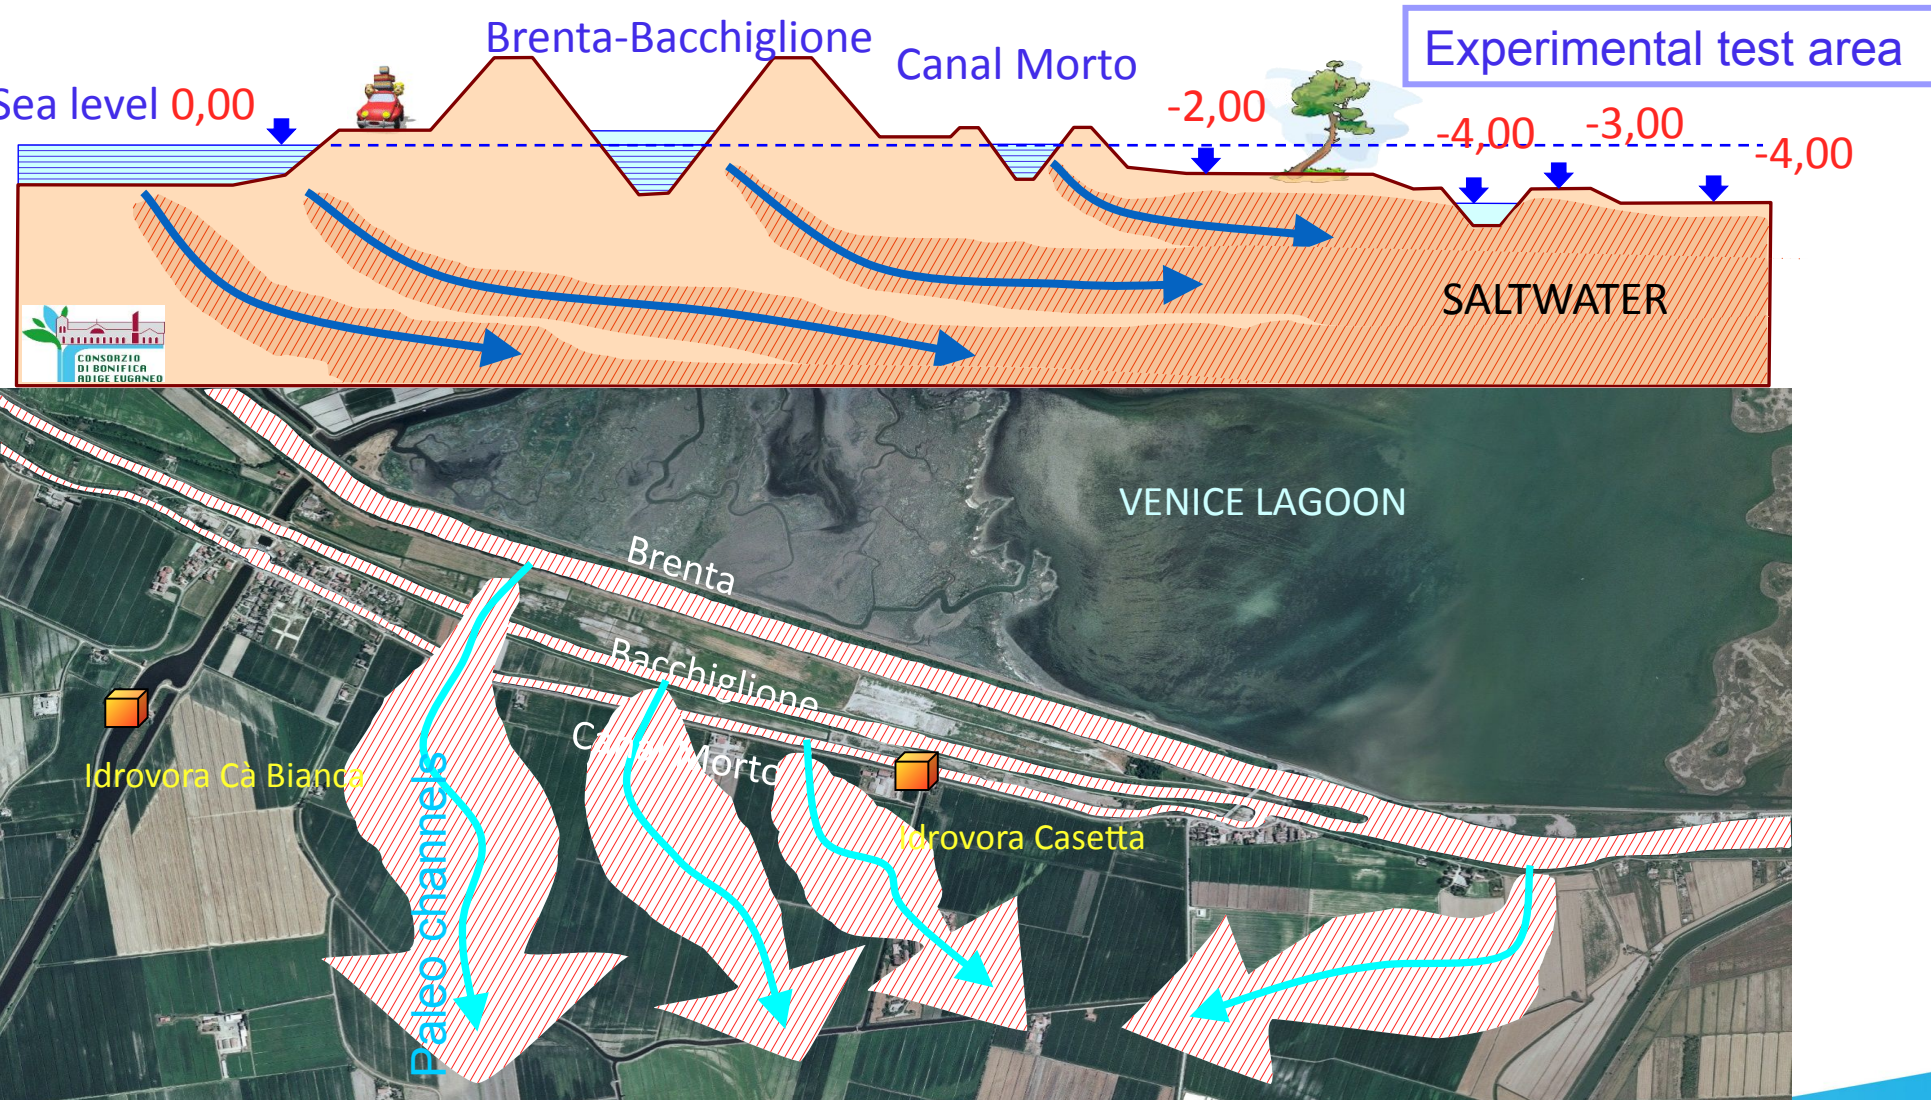 Brenta-Bacchiglione
Canal Morto
Experimental test area
Sea level 0,00
-2,00
-4,00
-3,00
-4,00
SALTWATER
CONSORZIO
DI BONIFICA
ADIGE EUGANEO
VENICE LAGOON
Brenta
Bacchiglione
Canal Morto
Idrovora Cà Bianca
Paleo channels
Idrovora Casetta